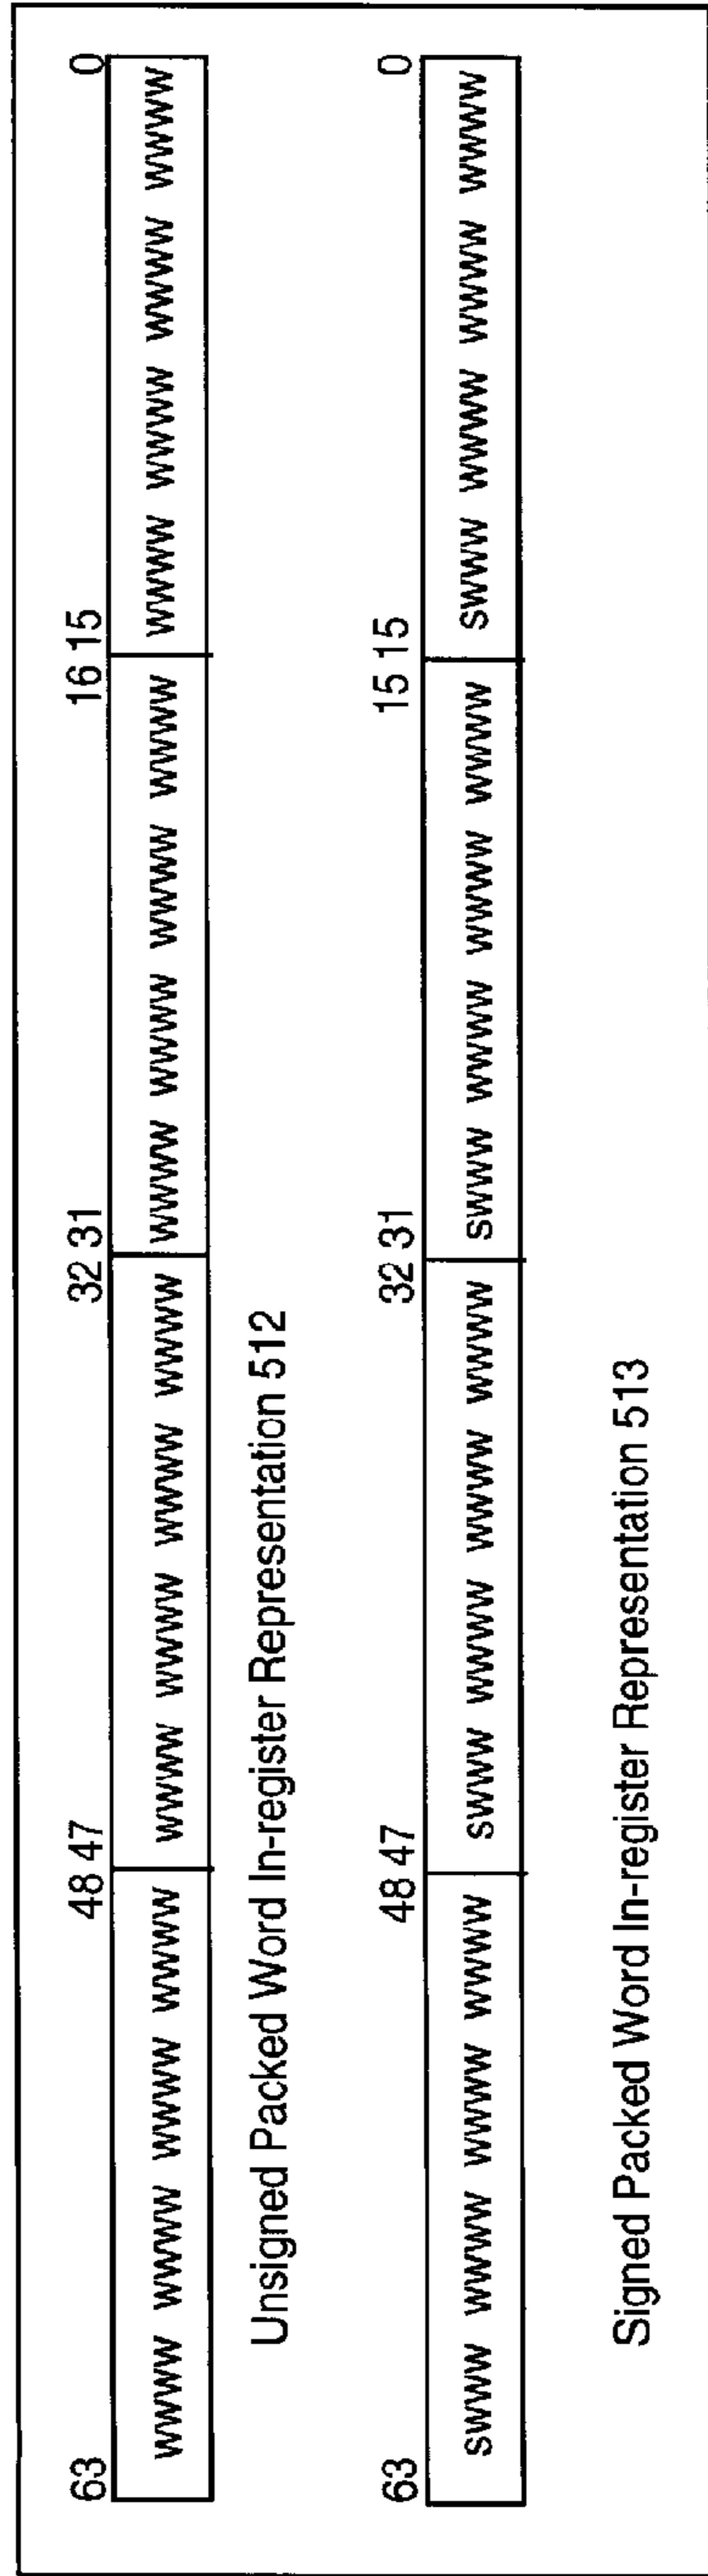 63 48 47 32 31 16 15 0
wwww wwww wwww wwww wwww wwww wwww wwww wwww wwww wwww wwww wwww wwww wwww wwww
Unsigned Packed Word In-register Representation 512
63 48 47 32 31 15 15 0
swww wwww wwww wwww swww wwww wwww wwww swww wwww wwww wwww swww wwww wwww wwww
Signed Packed Word In-register Representation 513